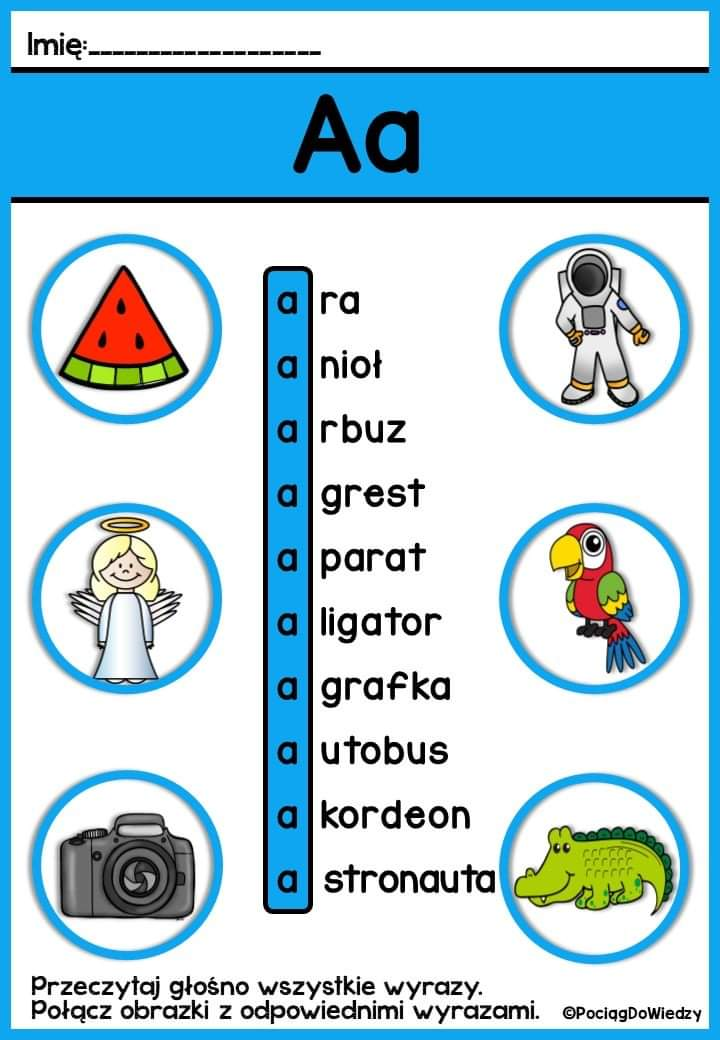 Imię:___________________
Aa
a ra
a nioł
a rbuz
a grest
a parat
a ligator
a grafka
a utobus
a kordeon
a stronauta
Przeczytaj głośno wszystkie wyrazy.
Połącz obrazki z odpowiednimi wyrazami. ©PociągDoWiedzy